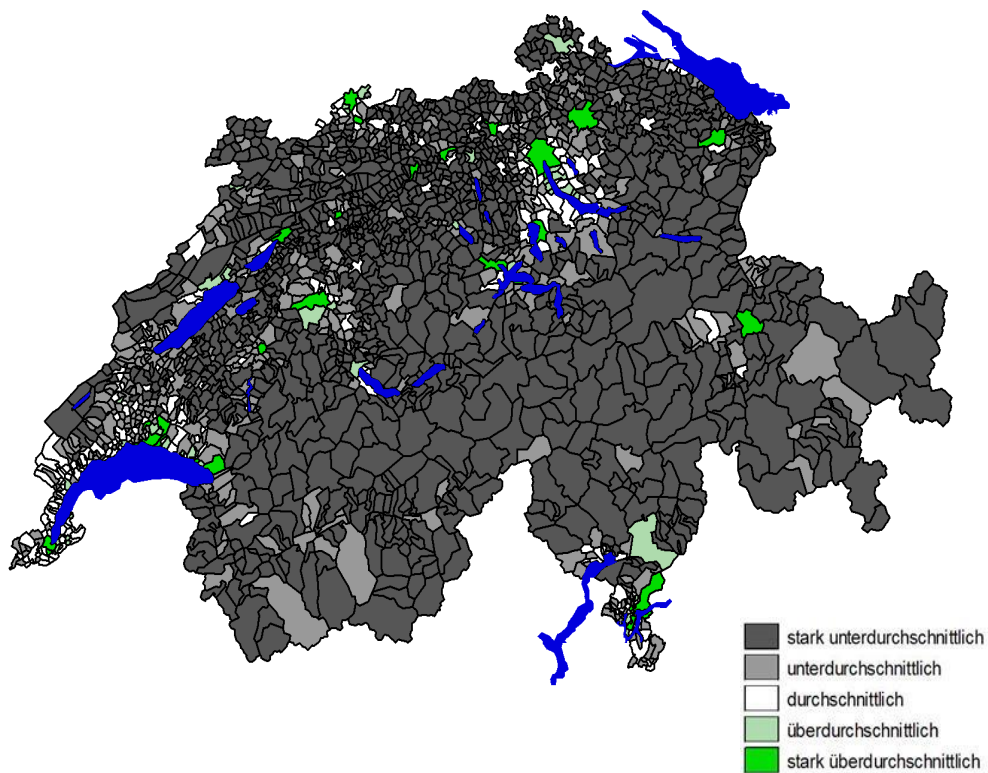 stark unterdurchschnittlich
unterdurchschnittlich
durchschnittlich
überdurchschnittlich
stark überdurchschnittlich